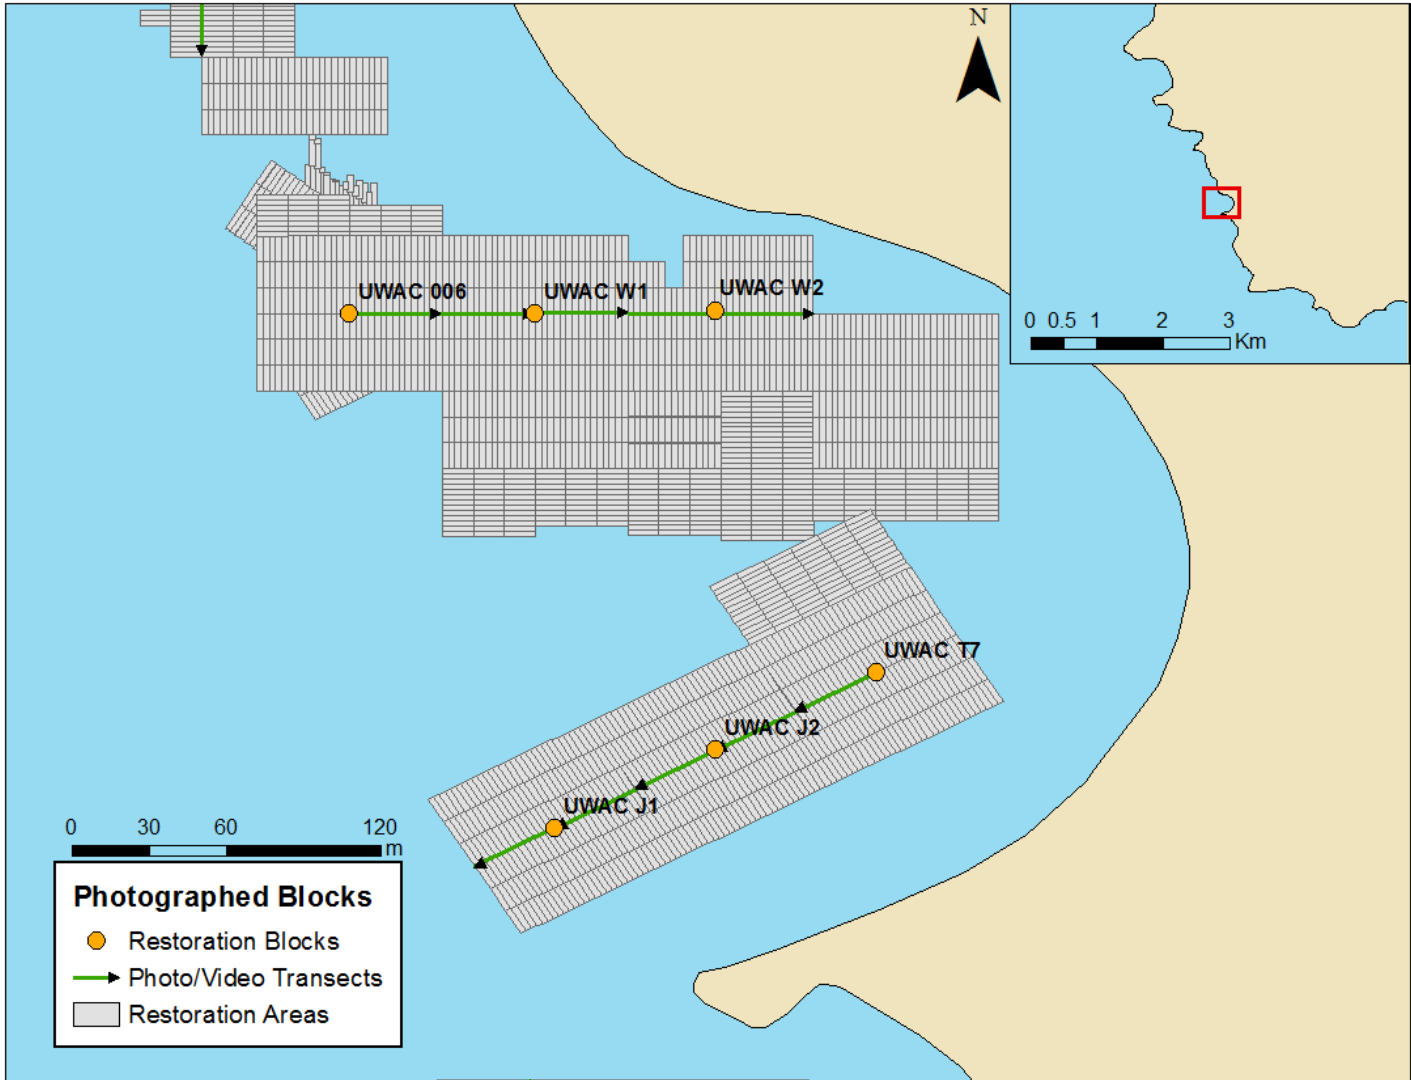 N
0 0.5 1 2 3
Km
UWAC 006
UWAC W1
UWAC W2
UWAC T7
UWAC J2
UWAC J1
0 30 60 120
m
Photographed Blocks
Restoration Blocks
Photo/Video Transects
Restoration Areas